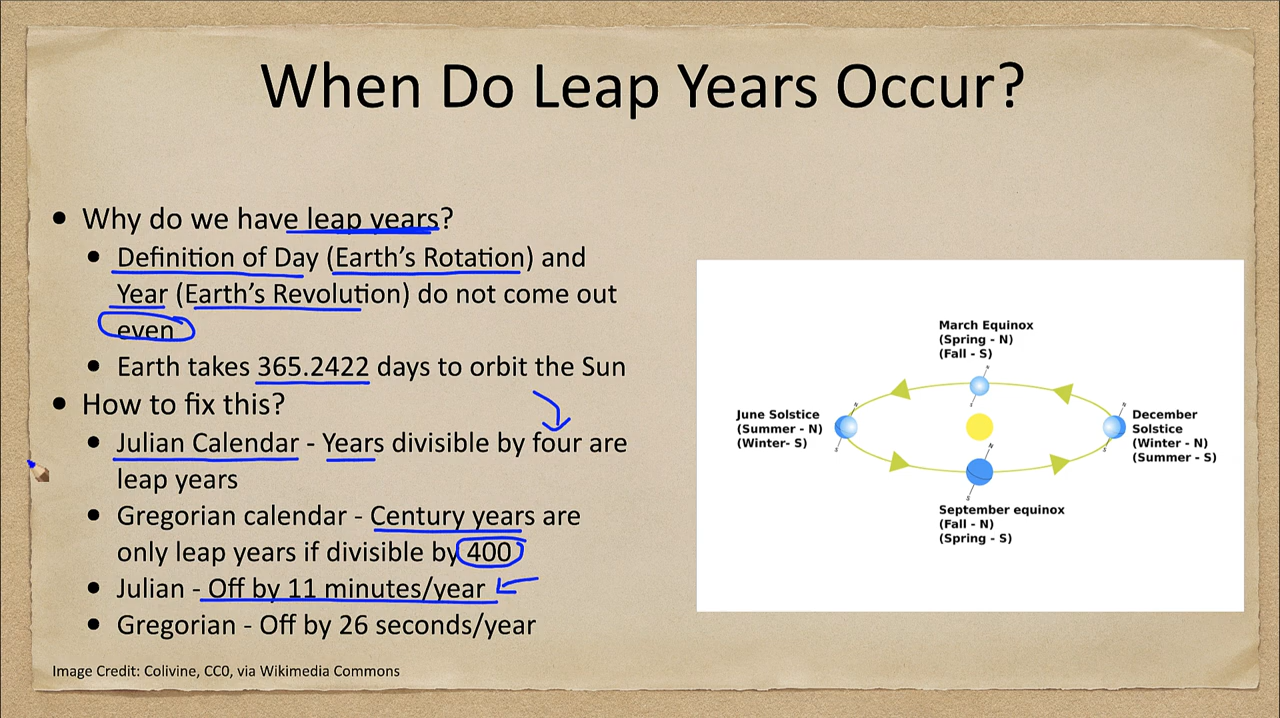 When Do Leap Years Occur?
• Why do we have leap years?
• Definition of Day (Earth's Rotation) and
Year (Earth's Revolution) do not come out
even
• Earth takes 365.2422 days to orbit the Sun
• How to fix this?
• Julian Calendar - Years divisible by four are
leap years
• Gregorian calendar - Century years are
only leap years if divisible by 400
• Julian - Off by 11 minutes/year
• Gregorian - Off by 26 seconds/year
March Equinox
(Spring - N)
(Fall - S)
N
S
June Solstice
(Summer - N)
(Winter- S)
N
S
December
Solstice
(Winter - N)
(Summer - S)
N
S
N
S
September equinox
(Fall - N)
(Spring - S)
Image Credit: Colivine, CC0, via Wikimedia Commons